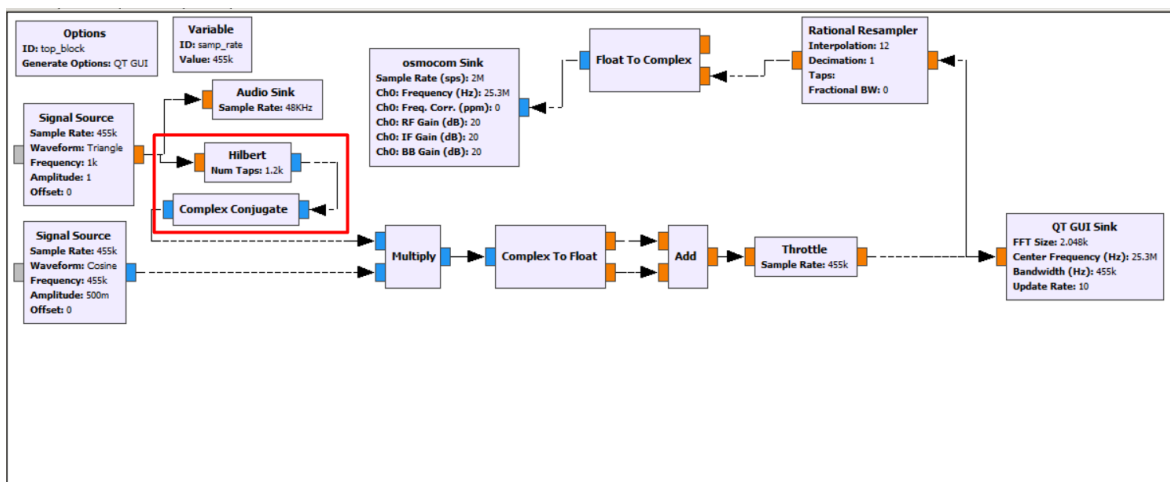 Options
ID: top_block
Generate Options: QT GUI
Variable
ID: samp_rate
Value: 455k
Audio Sink
Sample Rate: 48KHz
Signal Source
Sample Rate: 455k
Waveform: Triangle
Frequency: 1k
Amplitude: 1
Offset: 0
Hilbert
Num Taps: 1.2k
Complex Conjugate
Signal Source
Sample Rate: 455k
Waveform: Cosine
Frequency: 455k
Amplitude: 500m
Offset: 0
osmocom Sink
Sample Rate (sps): 2M
Ch0: Frequency (Hz): 25.3M
Ch0: Freq. Corr. (ppm): 0
Ch0: RF Gain (dB): 20
Ch0: IF Gain (dB): 20
Ch0: BB Gain (dB): 20
Float To Complex
Rational Resampler
Interpolation: 12
Decimation: 1
Taps:
Fractional BW: 0
Multiply
Complex To Float
Add
Throttle
Sample Rate: 455k
QT GUI Sink
FFT Size: 2.048k
Center Frequency (Hz): 25.3M
Bandwidth (Hz): 455k
Update Rate: 10